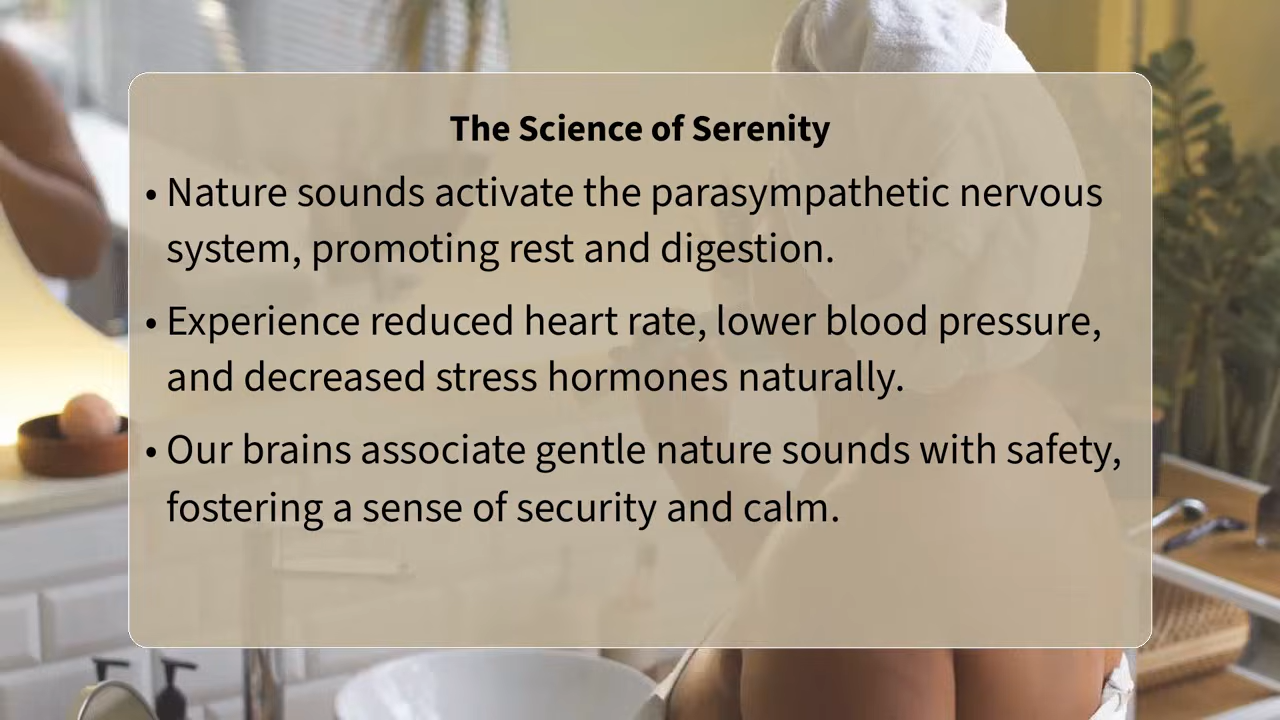 The Science of Serenity
• Nature sounds activate the parasympathetic nervous
system, promoting rest and digestion.
• Experience reduced heart rate, lower blood pressure,
and decreased stress hormones naturally.
• Our brains associate gentle nature sounds with safety,
fostering a sense of security and calm.